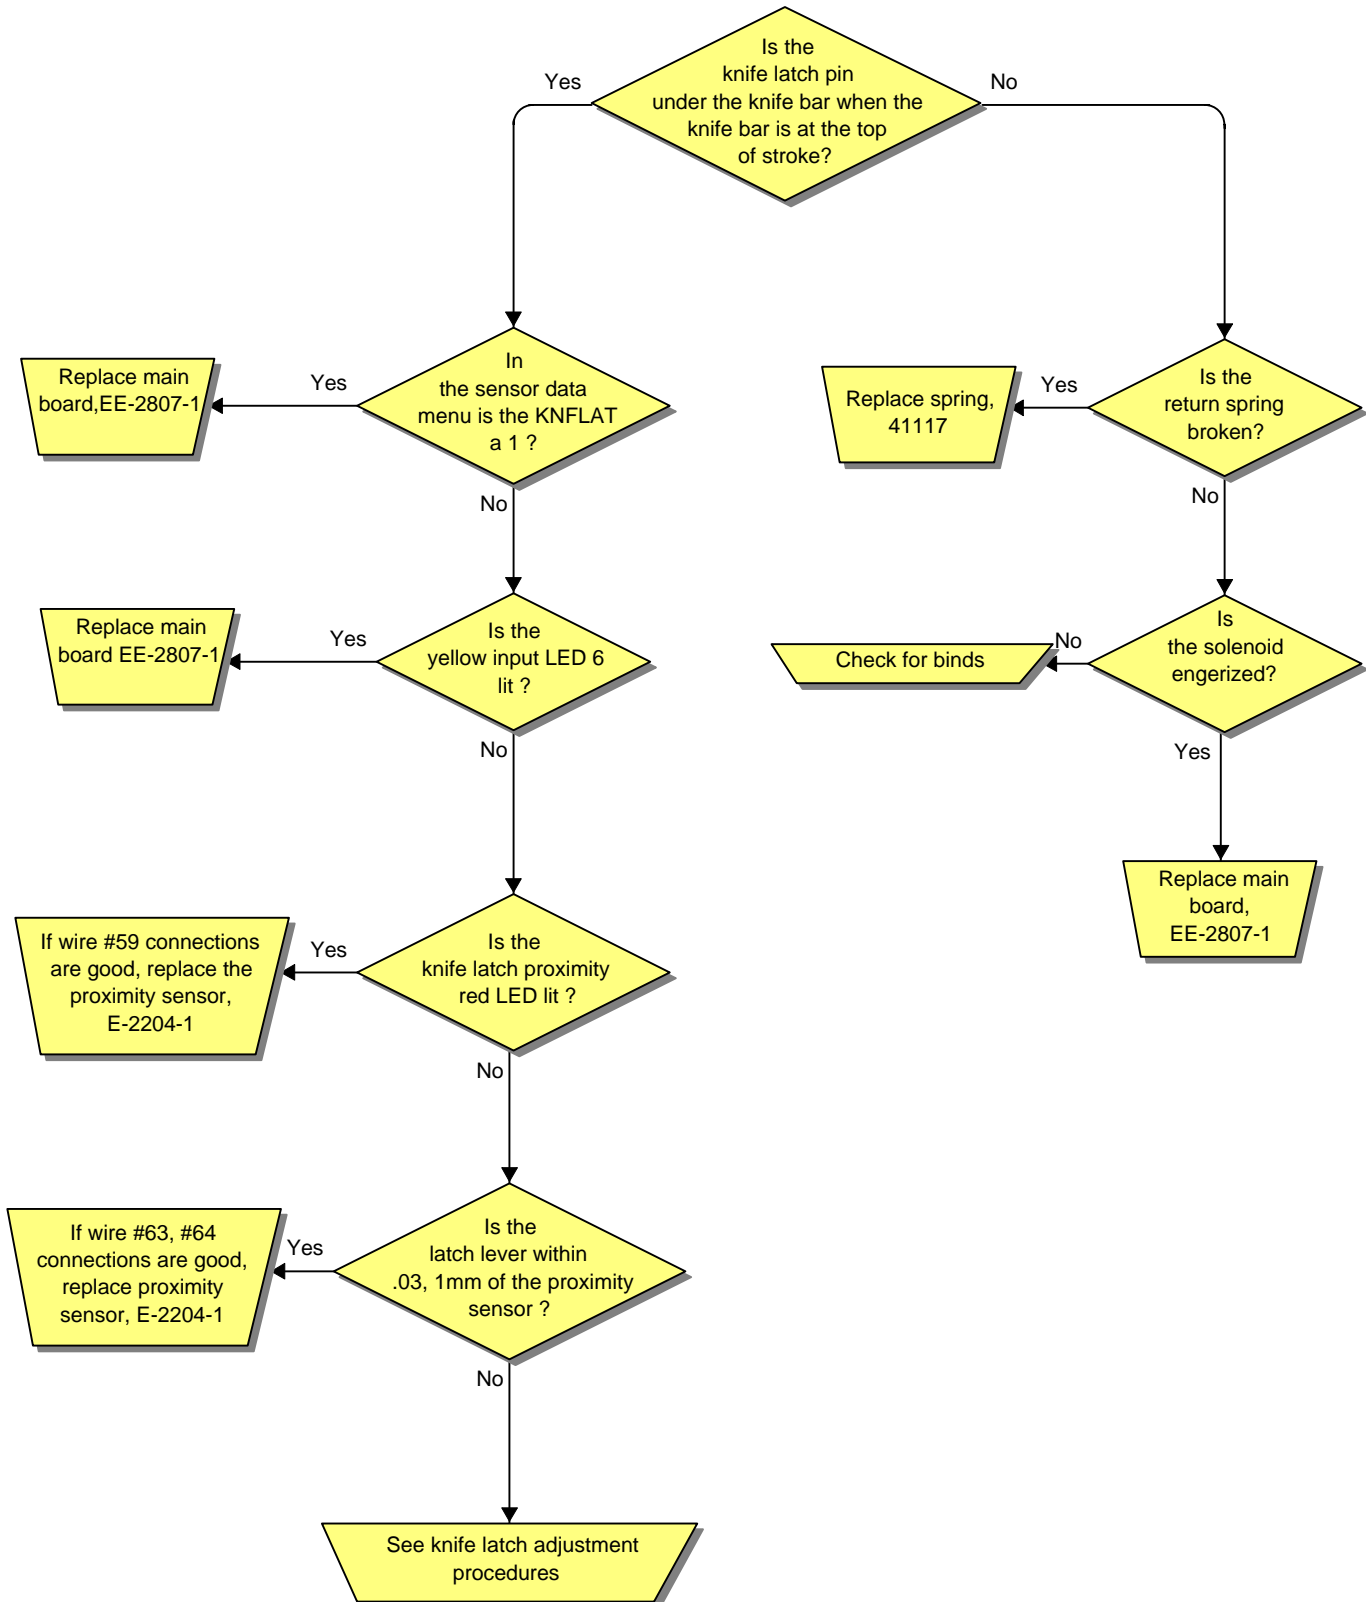 Is the
knife latch pin
under the knife bar when the
knife bar is at the top
of stroke?
Yes
No
In
the sensor data
menu is the KNFLAT
a 1 ?
Yes
Replace main
board,EE-2807-1
No
Is the
return spring
broken?
Yes
Replace spring,
41117
No
Is the
yellow input LED 6
lit ?
Yes
Replace main
board EE-2807-1
No
Is
the solenoid
engerized?
No
Check for binds
Yes
Replace main
board,
EE-2807-1
Is the
knife latch proximity
red LED lit ?
Yes
If wire #59 connections
are good, replace the
proximity sensor,
E-2204-1
No
Is the
latch lever within
.03, 1mm of the proximity
sensor ?
Yes
If wire #63, #64
connections are good,
replace proximity
sensor, E-2204-1
No
See knife latch adjustment
procedures